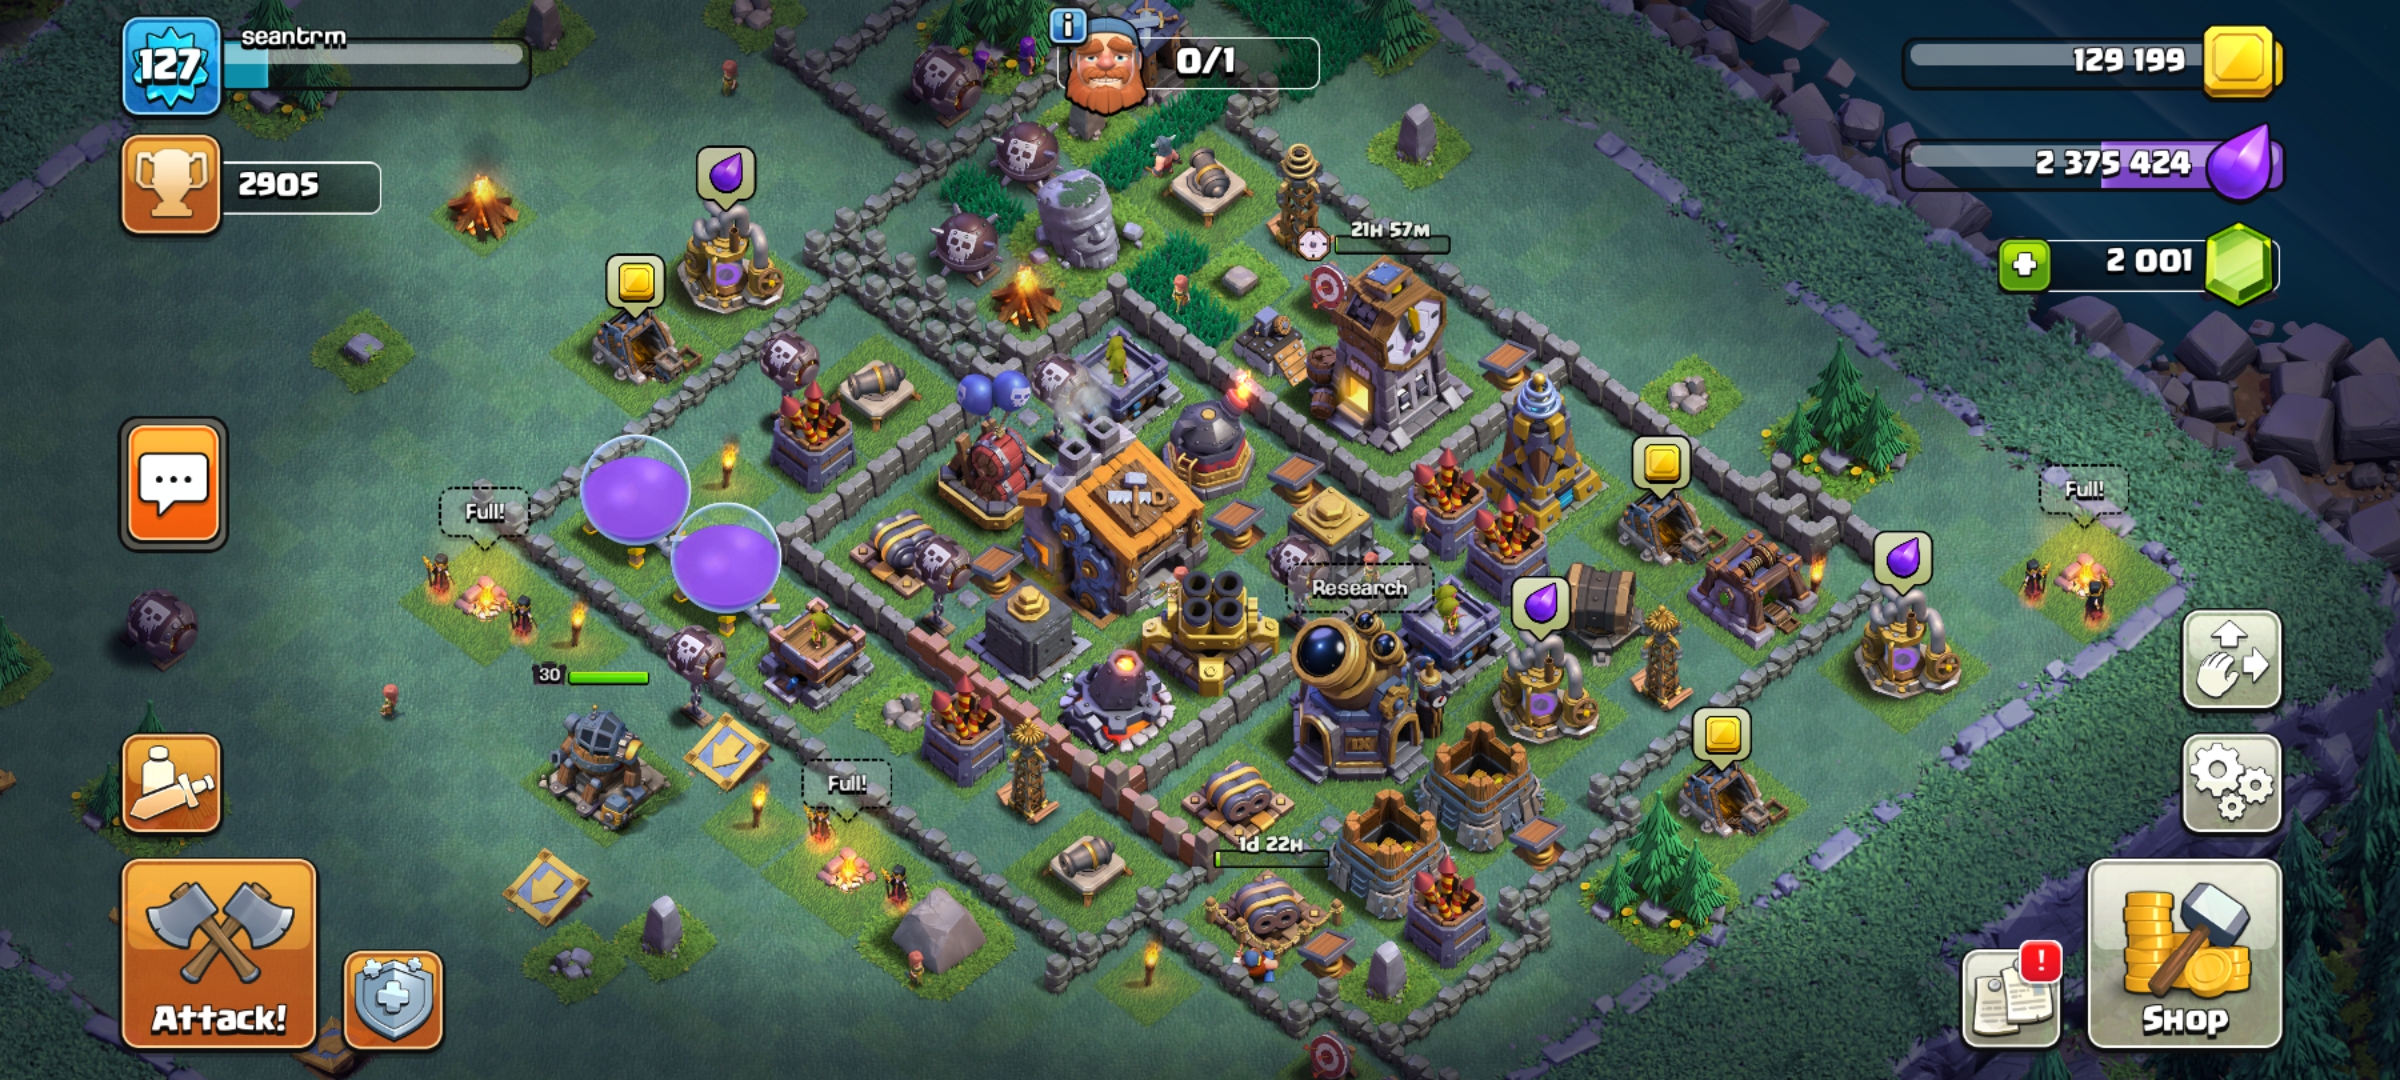 127
seantrm
0/1
129 199
2905
2 375 424
21H 57M
2 001
Full!
Full!
Research
30
Full!
1d 22H
Attack!
!
Shop